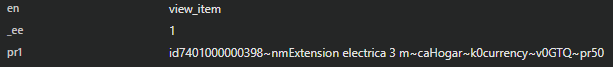 en view_item
_ee 1
pr1 id7401000000398~nmExtension electrica 3 m~caHogar~k0currency~v0GTQ~pr50